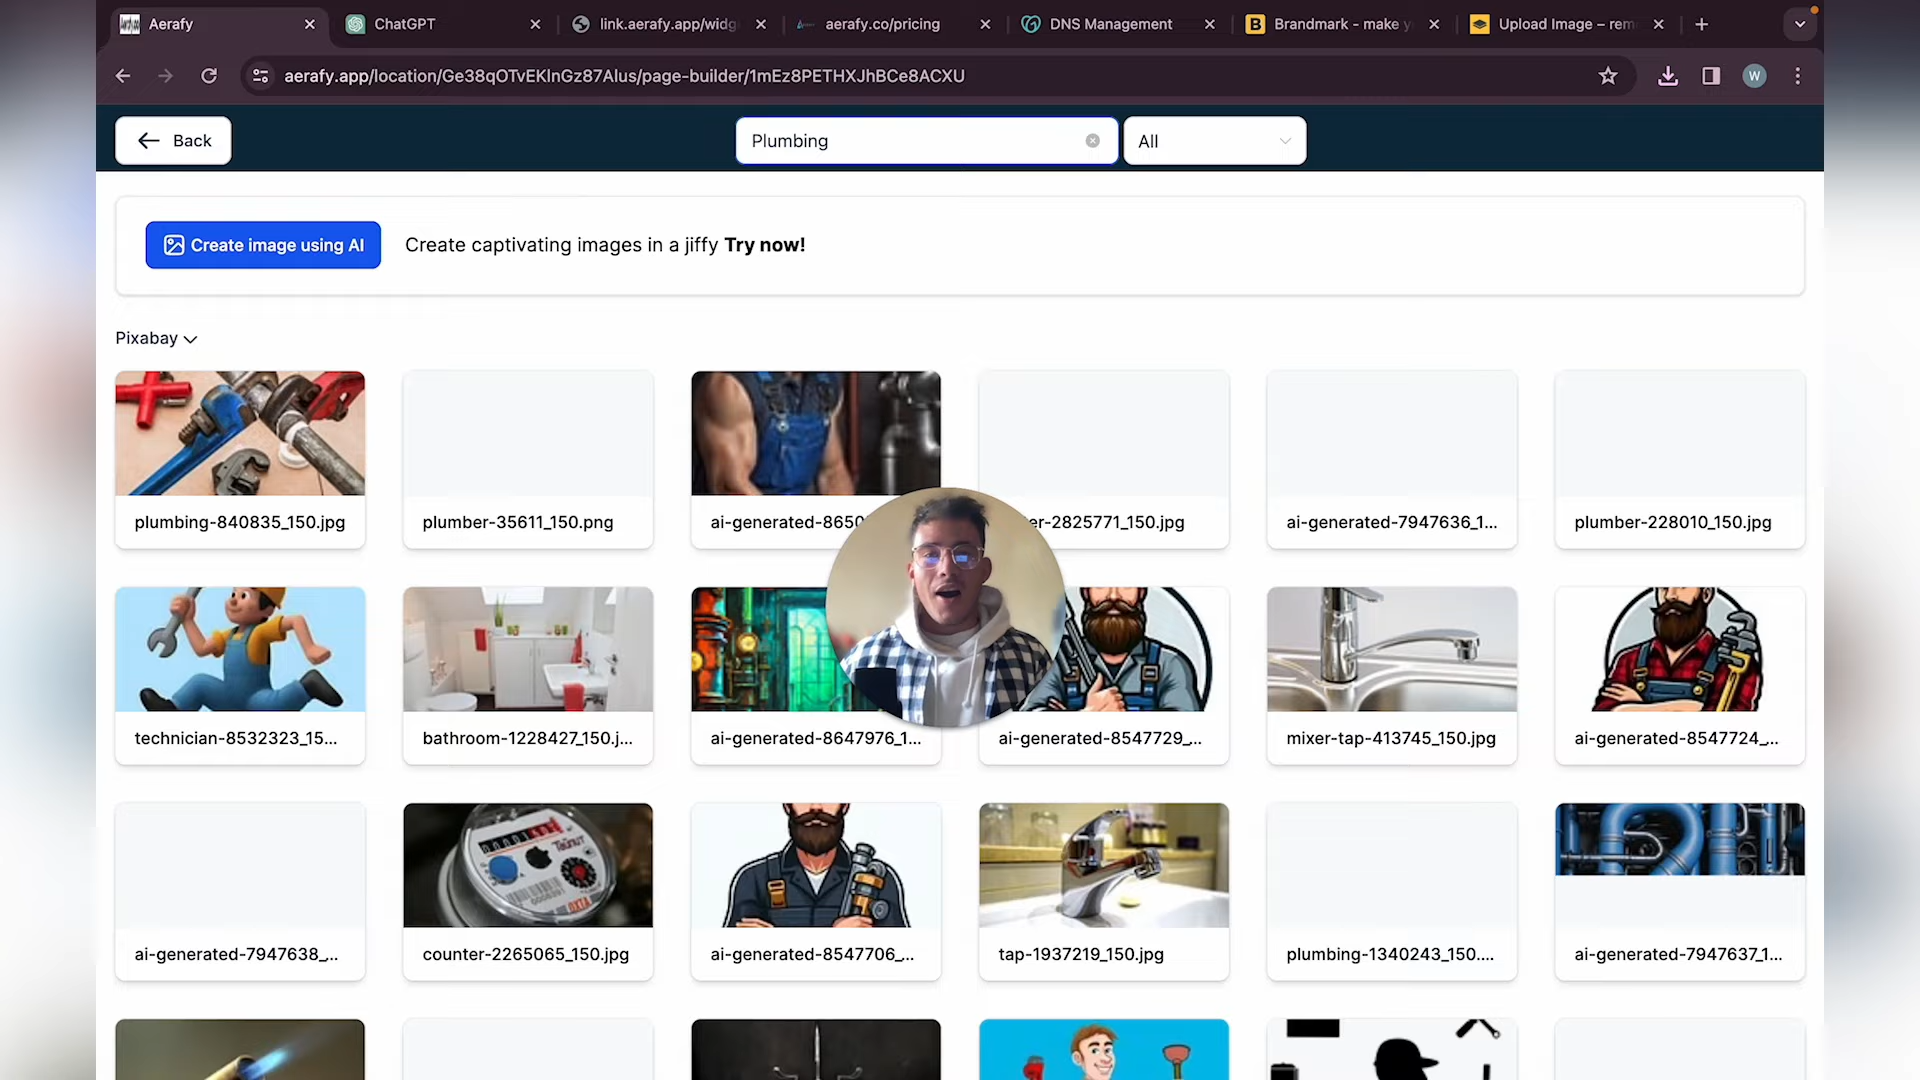 Aerafy
ChatGPT
link.aerafy.app/widg
aerafy.co/pricing
DNS Management
Brandmark - make y
Upload Image – rem
aerafy.app/location/Ge38qOTvEKlnGz87Alus/page-builder/1mEz8PETHXJhBCe8ACXU
W
Back
Plumbing
All
Create image using AI
Create captivating images in a jiffy Try now!
Pixabay
plumbing-840835_150.jpg
plumber-35611_150.png
ai-generated-8650
er-2825771_150.jpg
ai-generated-7947636_1...
plumber-228010_150.jpg
technician-8532323_15...
bathroom-1228427_150.j...
ai-generated-8647976_1...
ai-generated-8547729_...
mixer-tap-413745_150.jpg
ai-generated-8547724_...
ai-generated-7947638_...
counter-2265065_150.jpg
ai-generated-8547706_...
tap-1937219_150.jpg
plumbing-1340243_150....
ai-generated-7947637_1...